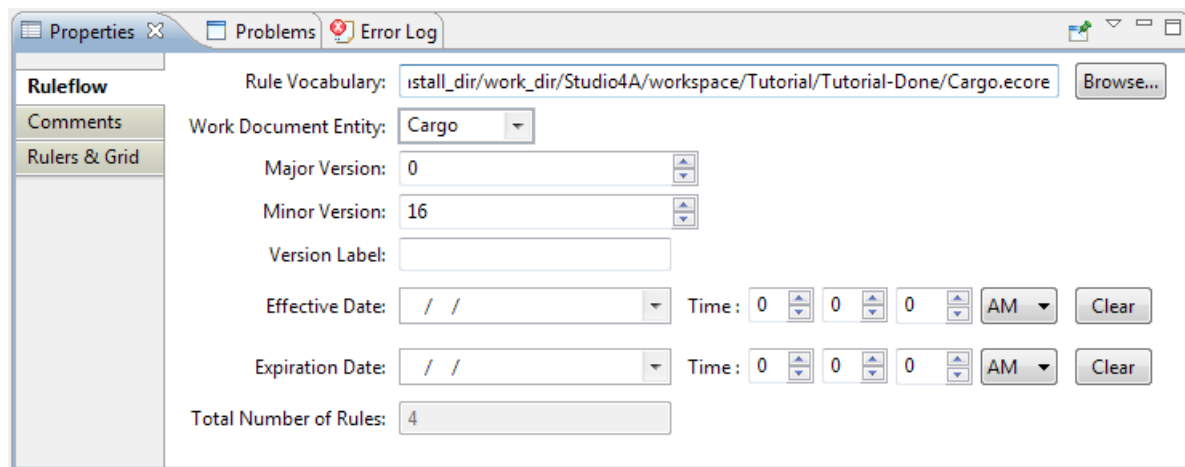 Properties Problems Error Log
Ruleflow
Comments
Rulers & Grid
Rule Vocabulary: ıstall_dir/work_dir/Studio4A/workspace/Tutorial/Tutorial-Done/Cargo.ecore Browse...
Work Document Entity: Cargo
Major Version: 0
Minor Version: 16
Version Label:
Effective Date: / / Time : 0 0 0 AM Clear
Expiration Date: / / Time : 0 0 0 AM Clear
Total Number of Rules: 4